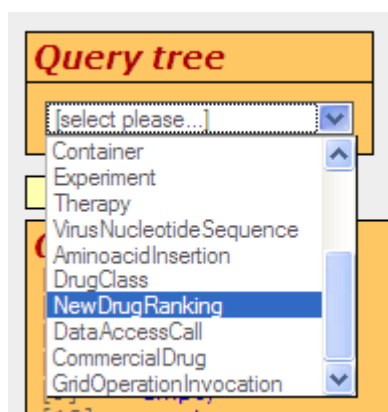 Query tree
[select please...]
Container
Experiment
Therapy
VirusNucleotideSequence
AminoacidInsertion
DrugClass
NewDrugRanking
DataAccessCall
CommercialDrug
GridOperationInvocation